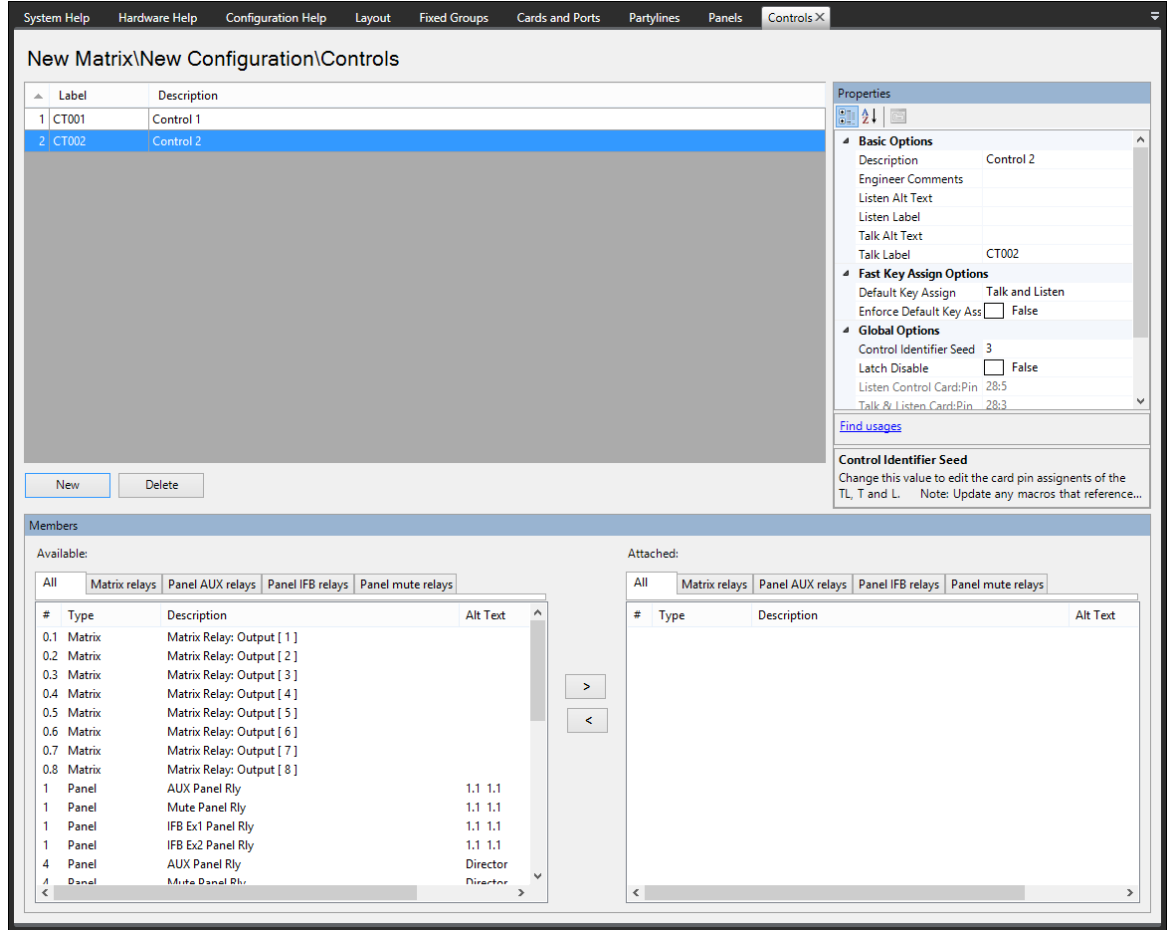 System Help Hardware Help Configuration Help Layout Fixed Groups Cards and Ports Partylines Panels Controls
New Matrix\New Configuration\Controls
Label Description
1 CT001 Control 1
2 CT002 Control 2
New Delete
Properties
Basic Options
Description Control 2
Engineer Comments
Listen Alt Text
Listen Label
Talk Alt Text
Talk Label CT002
Fast Key Assign Options
Default Key Assign Talk and Listen
Enforce Default Key Ass False
Global Options
Control Identifier Seed 3
Latch Disable False
Listen Control Card:Pin 28:5
Talk & Listen Card:Pin 28:3
Find usages
Control Identifier Seed
Change this value to edit the card pin assignents of the
TL, T and L. Note: Update any macros that reference...
Members
Available:
All Matrix relays Panel AUX relays Panel IFB relays Panel mute relays
# Type Description Alt Text
0.1 Matrix Matrix Relay: Output [ 1 ]
0.2 Matrix Matrix Relay: Output [ 2 ]
0.3 Matrix Matrix Relay: Output [ 3 ]
0.4 Matrix Matrix Relay: Output [ 4 ]
0.5 Matrix Matrix Relay: Output [ 5 ]
0.6 Matrix Matrix Relay: Output [ 6 ]
0.7 Matrix Matrix Relay: Output [ 7 ]
0.8 Matrix Matrix Relay: Output [ 8 ]
1 Panel AUX Panel Rly 1.1 1.1
1 Panel Mute Panel Rly 1.1 1.1
1 Panel IFB Ex1 Panel Rly 1.1 1.1
1 Panel IFB Ex2 Panel Rly 1.1 1.1
4 Panel AUX Panel Rly Director
4 Panel Mute Panel Rly Director
>
<
Attached:
All Matrix relays Panel AUX relays Panel IFB relays Panel mute relays
# Type Description Alt Text